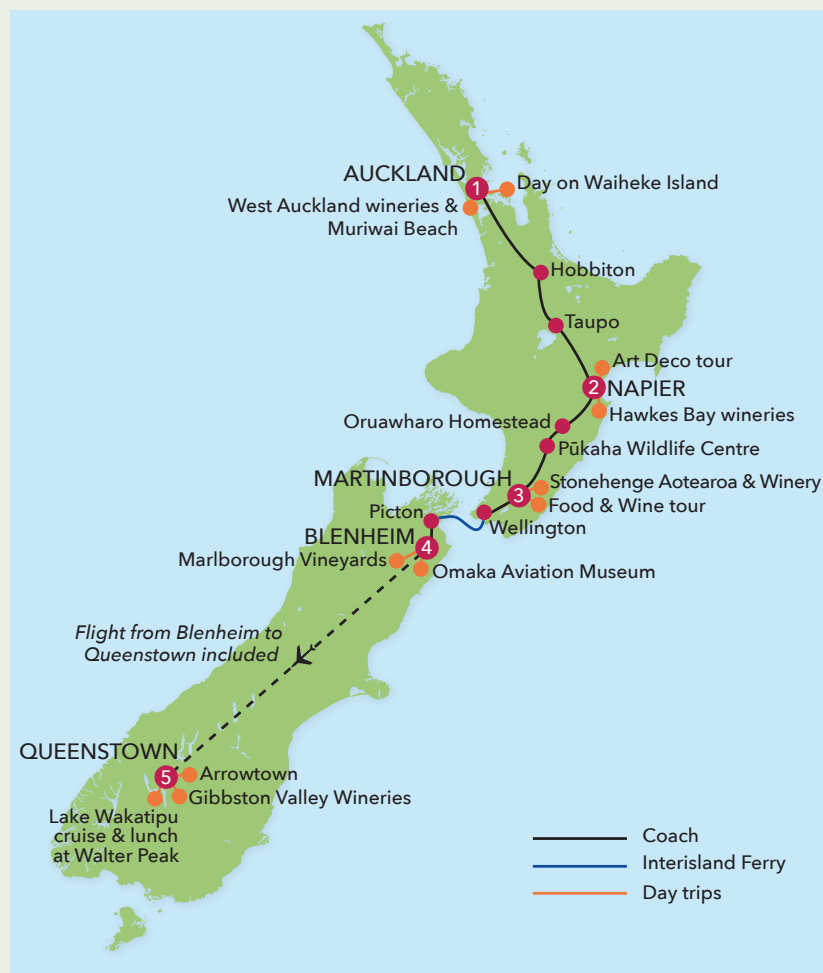 AUCKLAND
1
Day on Waiheke Island
West Auckland wineries &
Muriwai Beach
Hobbiton
Taupo
Art Deco tour
2
NAPIER
Hawkes Bay wineries
Oruawharo Homestead
Pūkaha Wildlife Centre
MARTINBOROUGH
3
Stonehenge Aotearoa & Winery
Food & Wine tour
Picton
Wellington
BLENHEIM
4
Marlborough Vineyards
Omaka Aviation Museum
Flight from Blenheim to
Queenstown included
QUEENSTOWN
5
Arrowtown
Gibbston Valley Wineries
Lake Wakatipu
cruise & lunch
at Walter Peak
Coach
Interisland Ferry
Day trips